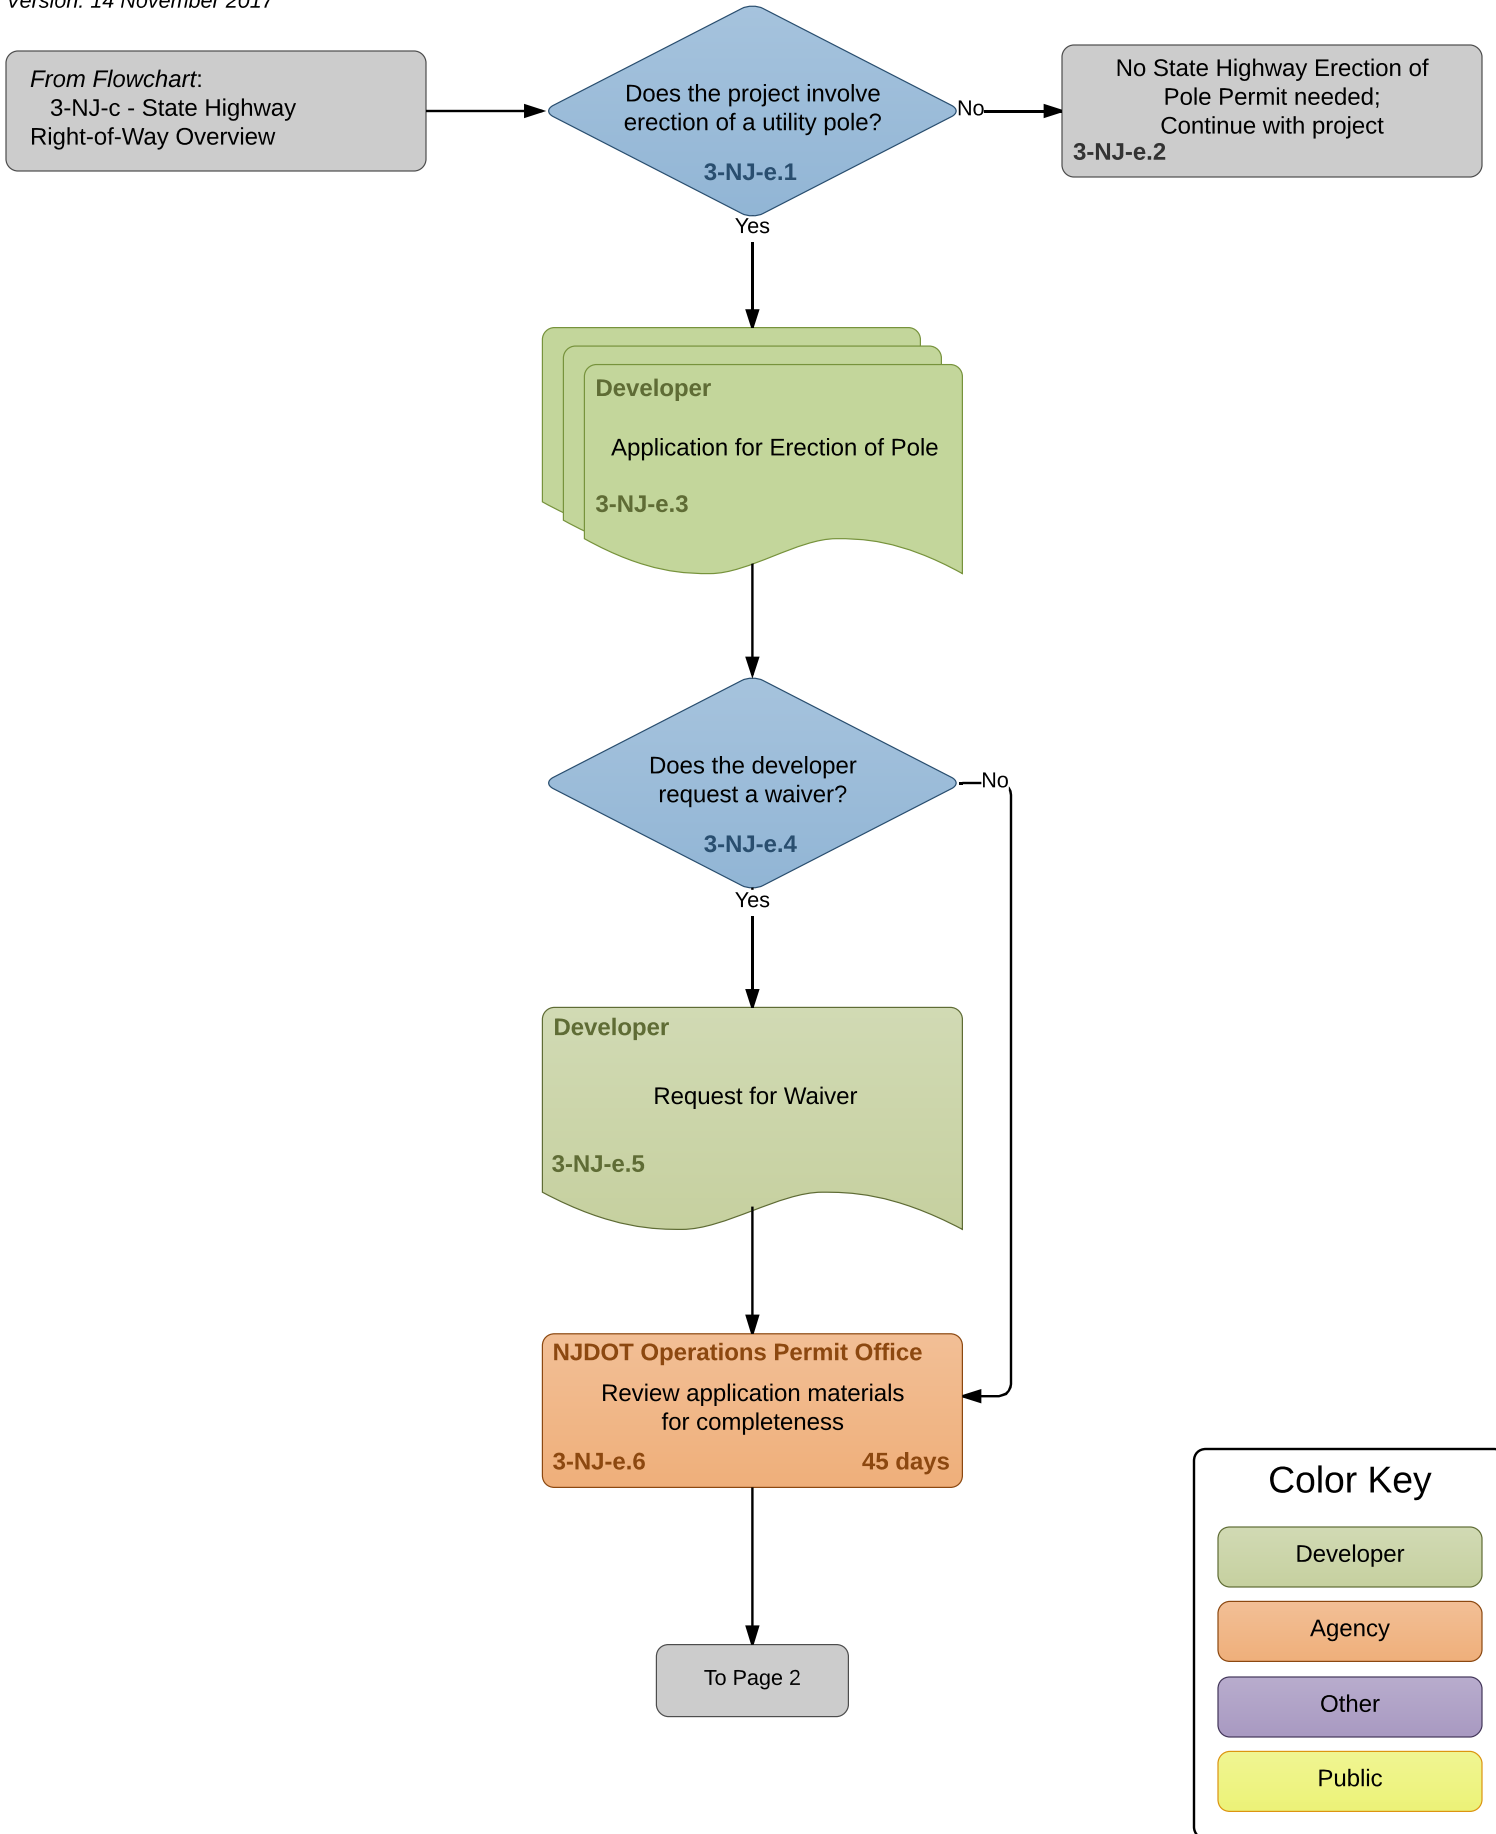 Version: 14 November 2017
From Flowchart:
3-NJ-c - State Highway
Right-of-Way Overview
Does the project involve
erection of a utility pole?
3-NJ-e.1
No
No State Highway Erection of
Pole Permit needed;
Continue with project
3-NJ-e.2
Yes
Developer
Application for Erection of Pole
3-NJ-e.3
Does the developer
request a waiver?
3-NJ-e.4
No
Yes
Developer
Request for Waiver
3-NJ-e.5
NJDOT Operations Permit Office
Review application materials
for completeness
3-NJ-e.6 45 days
To Page 2
Color Key
Developer
Agency
Other
Public